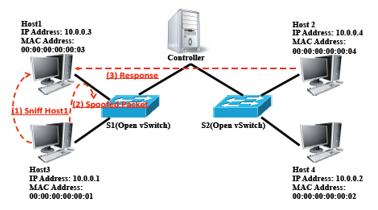 Host1
IP Address: 10.0.0.3
MAC Address:
00:00:00:00:00:03
Host 2
IP Address: 10.0.0.4
MAC Address:
00:00:00:00:00:04
Controller
(3) Response
(1) Sniff Host1
(2) Spoofed Packet
S1(Open vSwitch)
S2(Open vSwitch)
Host3
IP Address: 10.0.0.1
MAC Address:
00:00:00:00:00:01
Host 4
IP Address: 10.0.0.2
MAC Address:
00:00:00:00:00:02